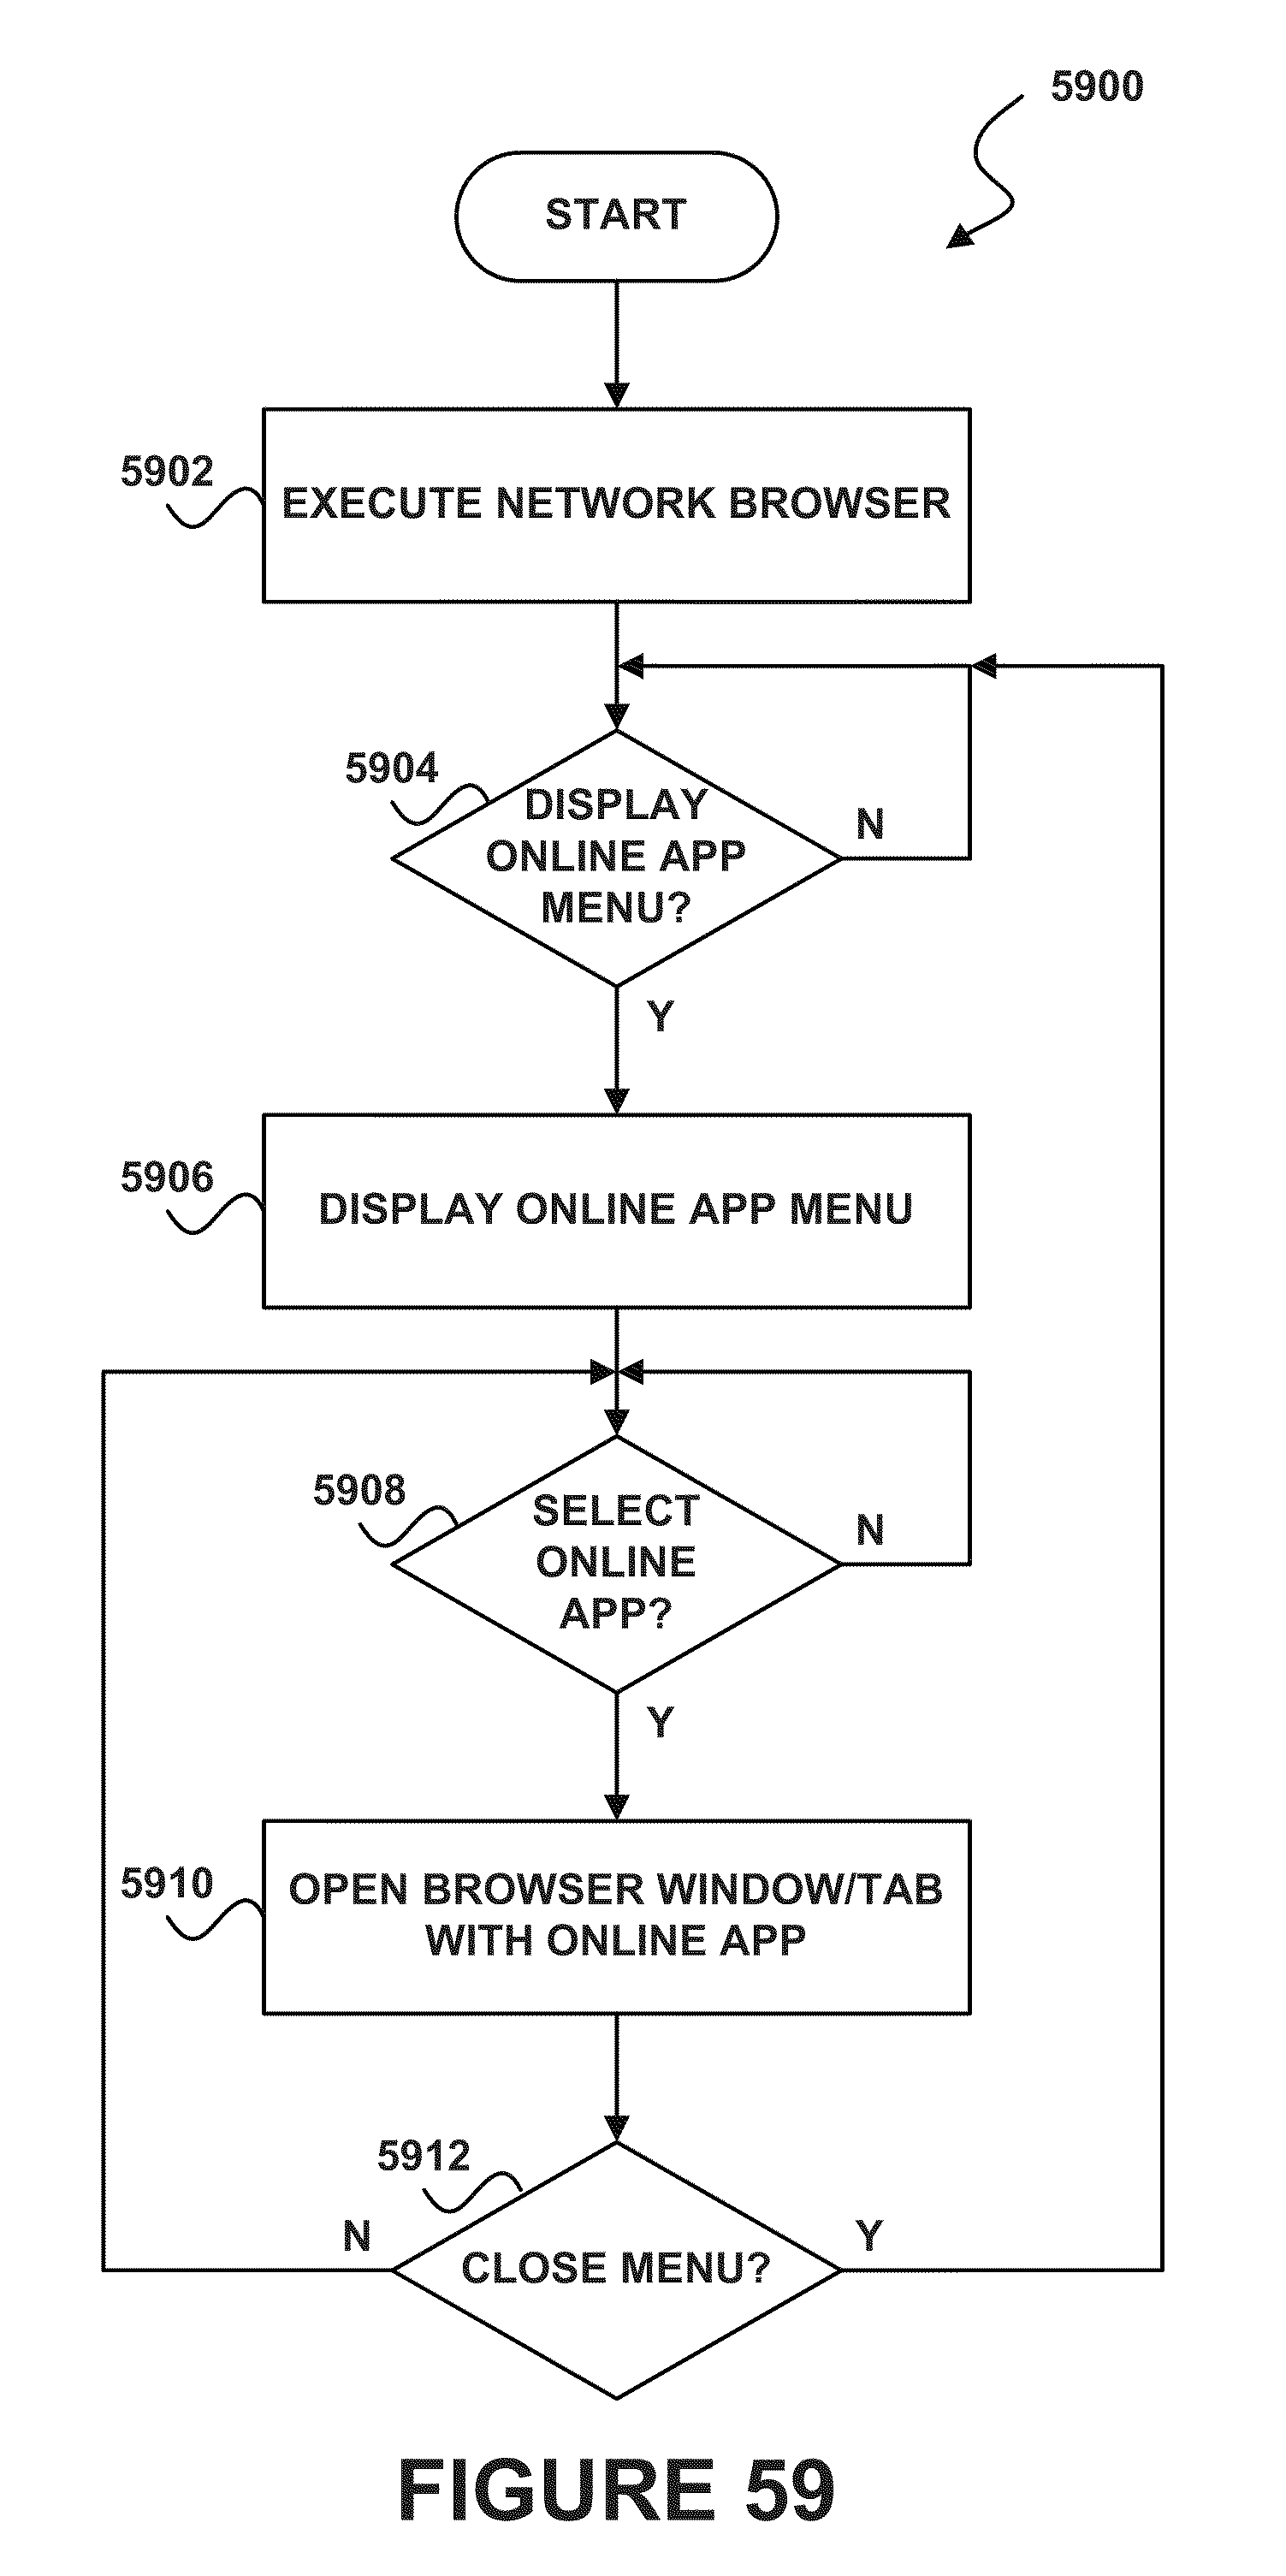 5900
START
5902
EXECUTE NETWORK BROWSER
5904
DISPLAY
ONLINE APP
MENU?
N
Y
5906
DISPLAY ONLINE APP MENU
5908
SELECT
ONLINE
APP?
N
Y
5910
OPEN BROWSER WINDOW/TAB
WITH ONLINE APP
5912
N
CLOSE MENU?
Y
FIGURE 59